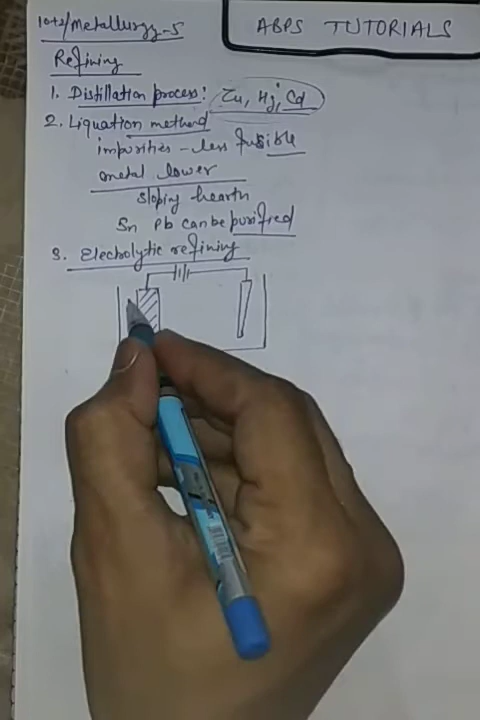 10+2/Metallurgy-5
ABPS TUTORIALS
Refining
1. Distillation process: Zn, Hg, Cd
2. Liquation method
impurities - less fusible
metal lower
sloping hearth
Sn Pb can be purified
3. Electrolytic refining